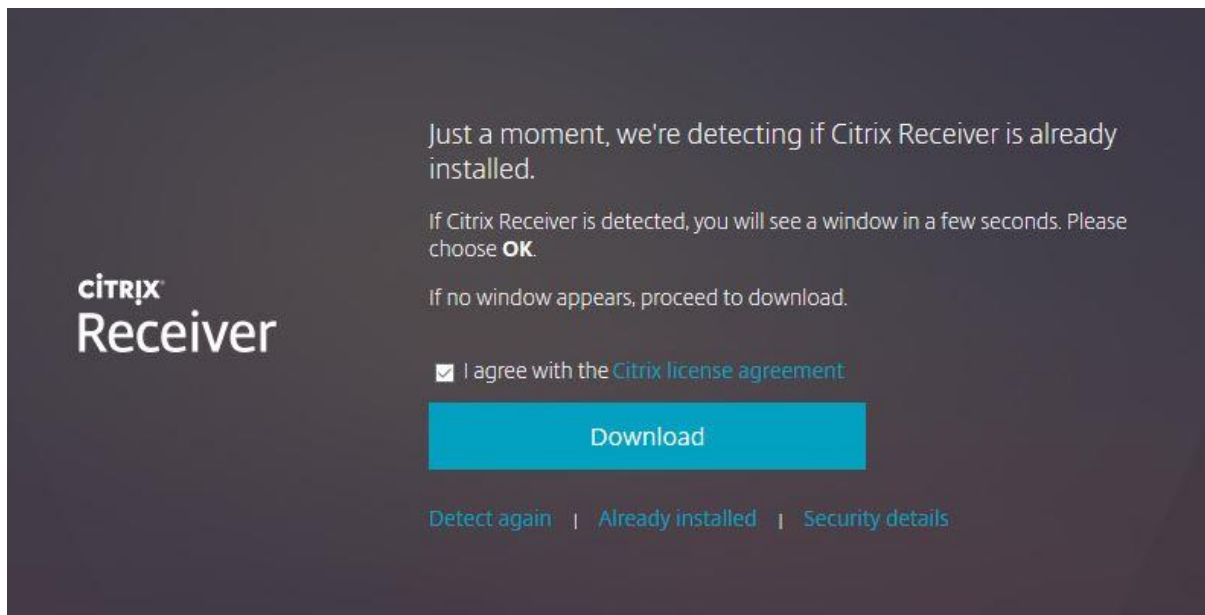 Just a moment, we're detecting if Citrix Receiver is already
installed.
If Citrix Receiver is detected, you will see a window in a few seconds. Please
choose OK.
If no window appears, proceed to download.
CITRIX
Receiver
I agree with the Citrix license agreement
Download
Detect again | Already installed | Security details